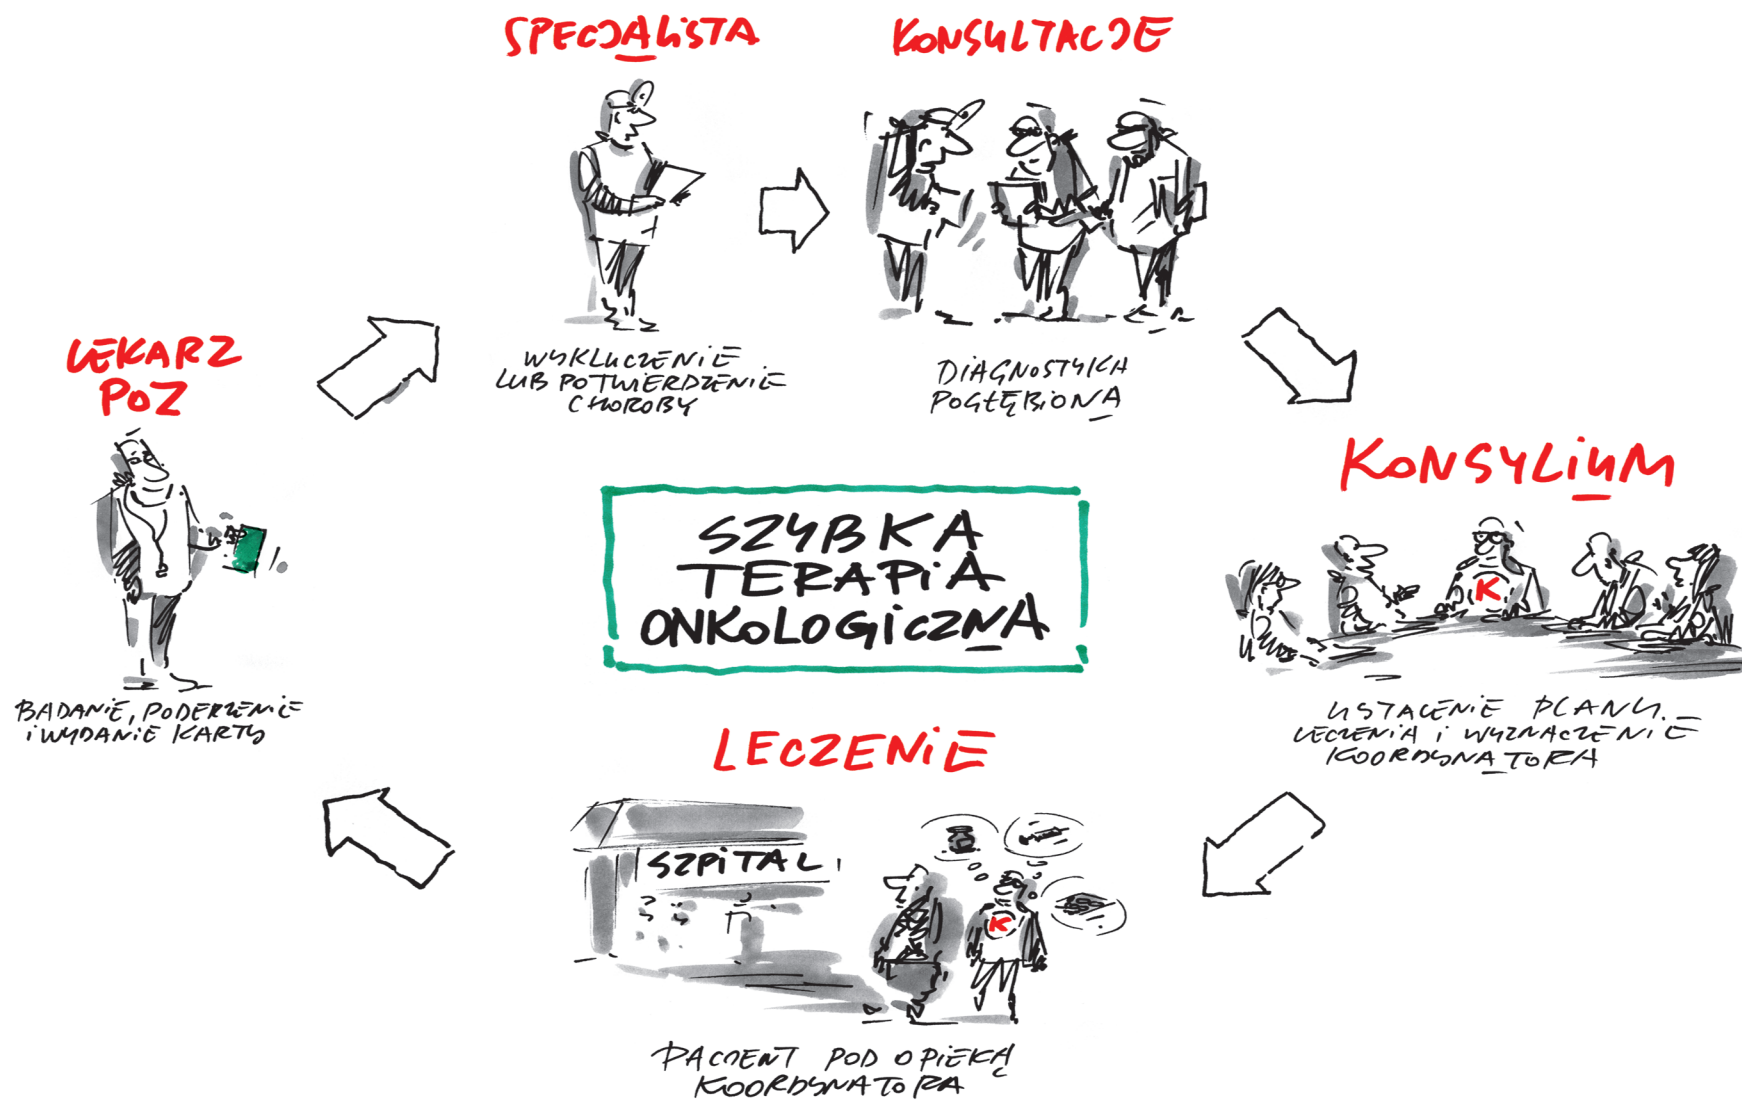 SPECJALISTA
KONSULTACJE
WYKLUCZENIE
LUB POTWIERDZENIE
CHOROBY
DIAGNOSTYKA
POGŁĘBIONA
LEKARZ
POZ
BADANIE, PODERZENIE
i WYDANIE KARTY
KONSYLIUM
K
USTALENIE PLANU
LECZENIA i WYZNACZENIE
KOORDYNATORA
SZYBKA
TERAPIA
ONKOLOGICZNA
LECZENIE
SZPITAL
K
PACJENT POD OPIEKĄ
KOORDYNATORA